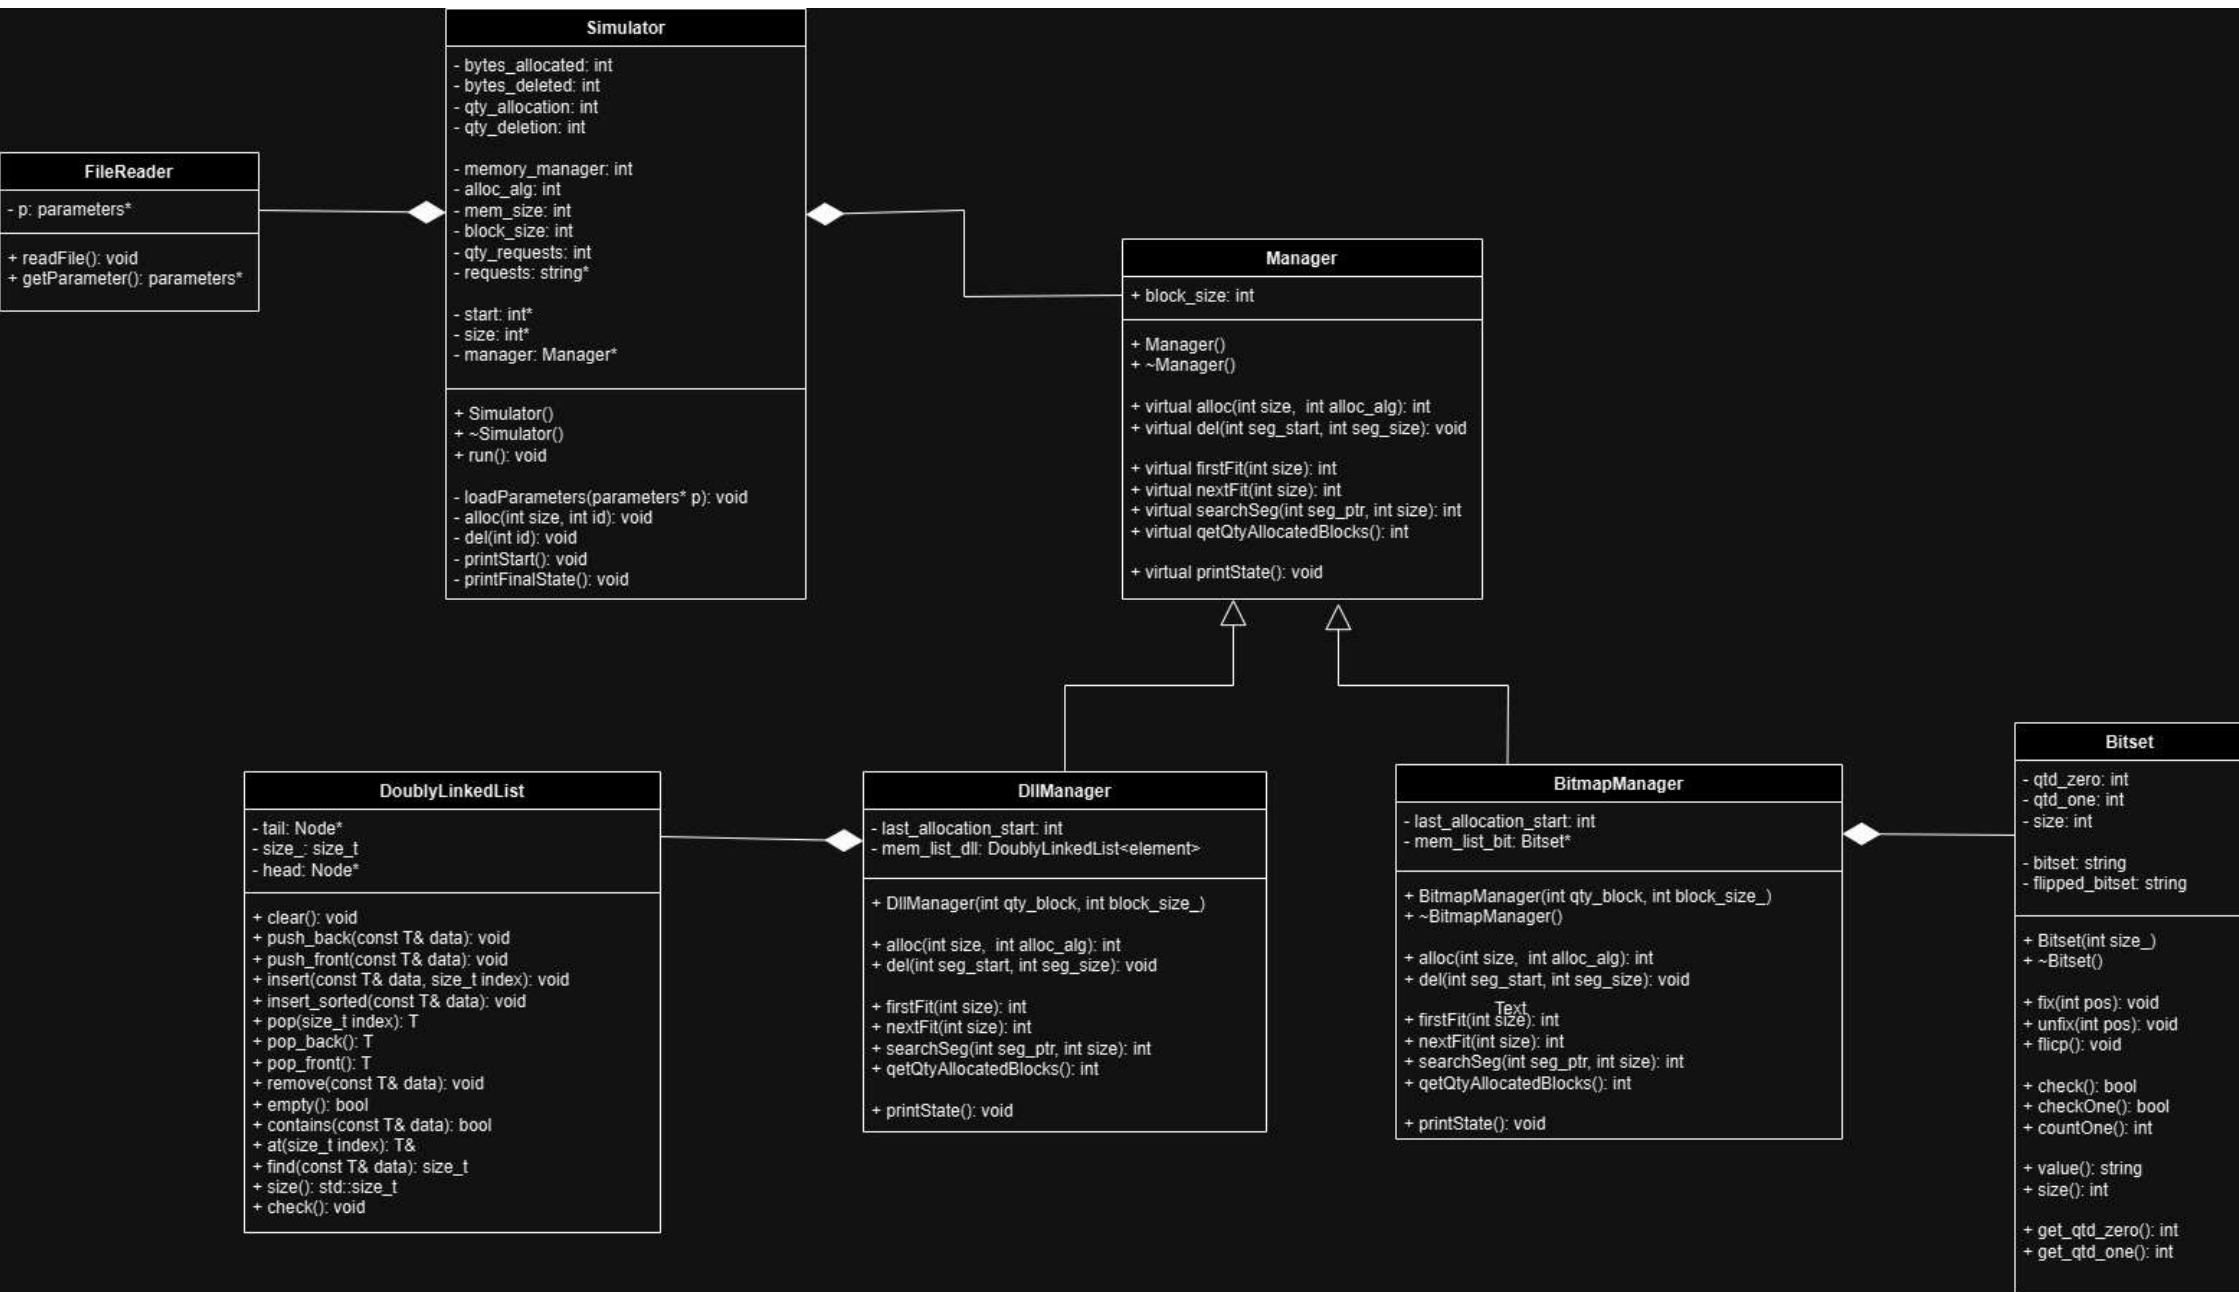 Simulator
- bytes_allocated: int
- bytes_deleted: int
- qty_allocation: int
- qty_deletion: int
- memory_manager: int
- alloc_alg: int
- mem_size: int
- block_size: int
- qty_requests: int
- requests: string*
- start: int*
- size: int*
- manager: Manager*
+ Simulator()
+ ~Simulator()
+ run(): void
- loadParameters(parameters* p): void
- alloc(int size, int id): void
- del(int id): void
- printStart(): void
- printFinalState(): void
FileReader
- p: parameters*
+ readFile(): void
+ getParameter(): parameters*
Manager
+ block_size: int
+ Manager()
+ ~Manager()
+ virtual alloc(int size,  int alloc_alg): int
+ virtual del(int seg_start, int seg_size): void
+ virtual firstFit(int size): int
+ virtual nextFit(int size): int
+ virtual searchSeg(int seg_ptr, int size): int
+ virtual qetQtyAllocatedBlocks(): int
+ virtual printState(): void
DoublyLinkedList
- tail: Node*
- size_: size_t
- head: Node*
+ clear(): void
+ push_back(const T& data): void
+ push_front(const T& data): void
+ insert(const T& data, size_t index): void
+ insert_sorted(const T& data): void
+ pop(size_t index): T
+ pop_back(): T
+ pop_front(): T
+ remove(const T& data): void
+ empty(): bool
+ contains(const T& data): bool
+ at(size_t index): T&
+ find(const T& data): size_t
+ size(): std::size_t
+ check(): void
DllManager
- last_allocation_start: int
- mem_list_dll: DoublyLinkedList<element>
+ DllManager(int qty_block, int block_size_)
+ alloc(int size,  int alloc_alg): int
+ del(int seg_start, int seg_size): void
+ firstFit(int size): int
+ nextFit(int size): int
+ searchSeg(int seg_ptr, int size): int
+ qetQtyAllocatedBlocks(): int
+ printState(): void
BitmapManager
- last_allocation_start: int
- mem_list_bit: Bitset*
+ BitmapManager(int qty_block, int block_size_)
+ ~BitmapManager()
+ alloc(int size,  int alloc_alg): int
+ del(int seg_start, int seg_size): void
Text
+ firstFit(int size): int
+ nextFit(int size): int
+ searchSeg(int seg_ptr, int size): int
+ qetQtyAllocatedBlocks(): int
+ printState(): void
Bitset
- qtd_zero: int
- qtd_one: int
- size: int
- bitset: string
- flipped_bitset: string
+ Bitset(int size_)
+ ~Bitset()
+ fix(int pos): void
+ unfix(int pos): void
+ flicp(): void
+ check(): bool
+ checkOne(): bool
+ countOne(): int
+ value(): string
+ size(): int
+ get_qtd_zero(): int
+ get_qtd_one(): int